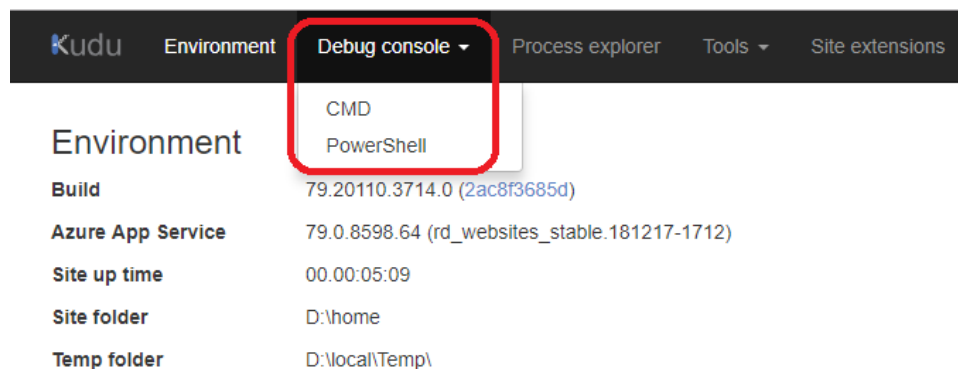 Kudu Environment Debug console Process explorer Tools Site extensions
CMD
PowerShell
Environment
Build 79.20110.3714.0 (2ac8f3685d)
Azure App Service 79.0.8598.64 (rd_websites_stable.181217-1712)
Site up time 00.00:05:09
Site folder D:\home
Temp folder D:\local\Temp\